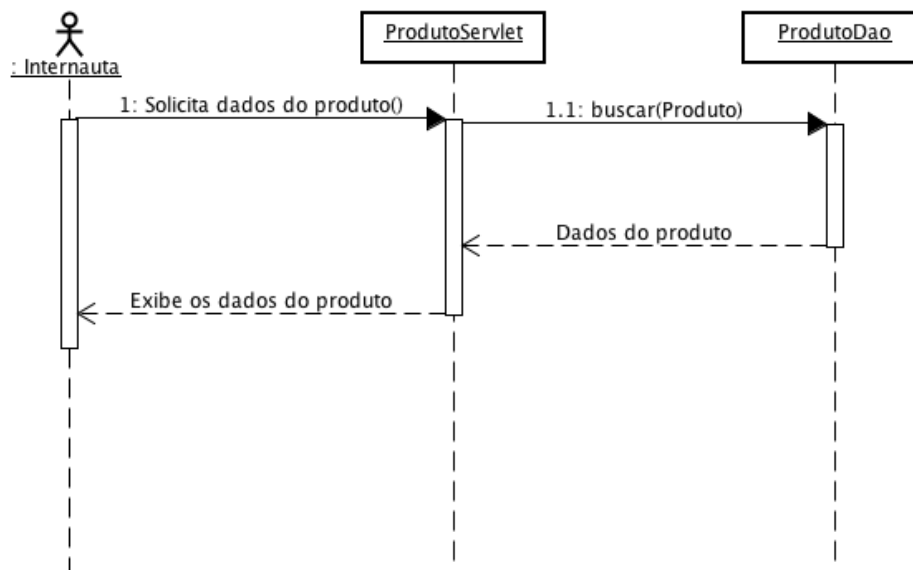 ProdutoServlet
ProdutoDao
: Internauta
1: Solicita dados do produto()
1.1: buscar(Produto)
Dados do produto
Exibe os dados do produto